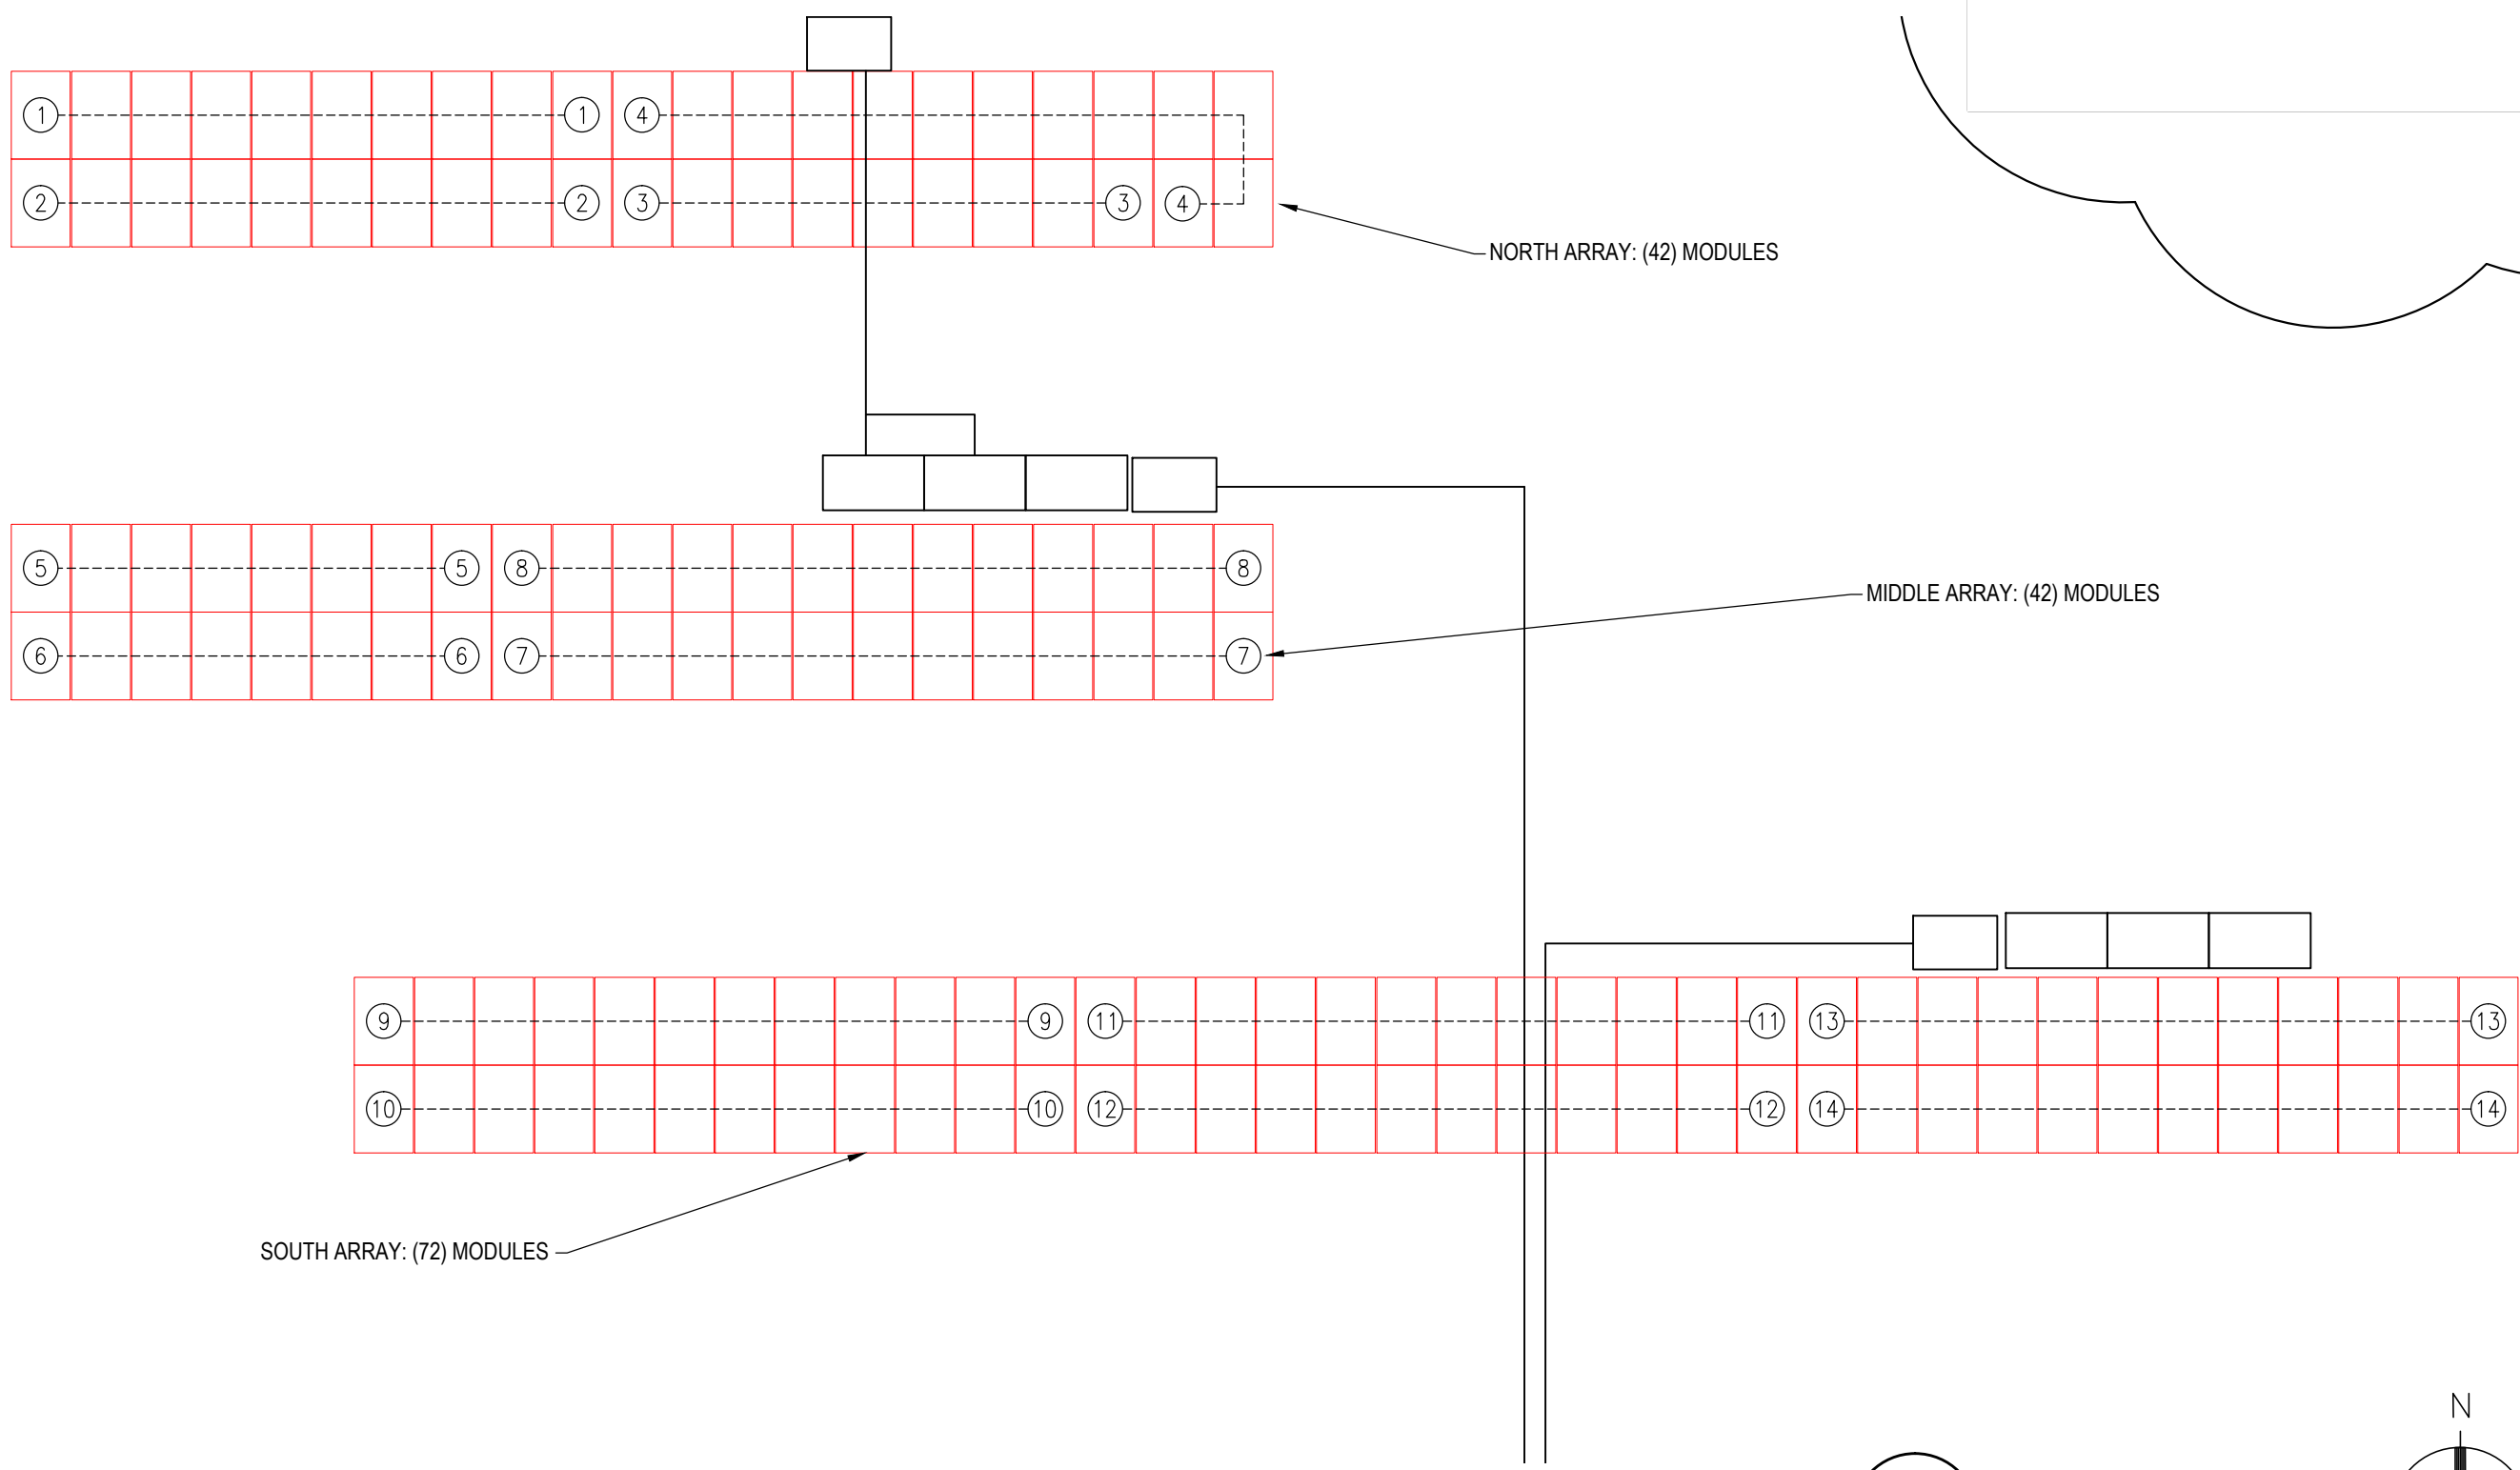 1 1 4
2 2 3 3 4
NORTH ARRAY: (42) MODULES
5 5 8 8
MIDDLE ARRAY: (42) MODULES
6 6 7 7
9 9 11 11 13 13
10 10 12 12 14 14
SOUTH ARRAY: (72) MODULES
N